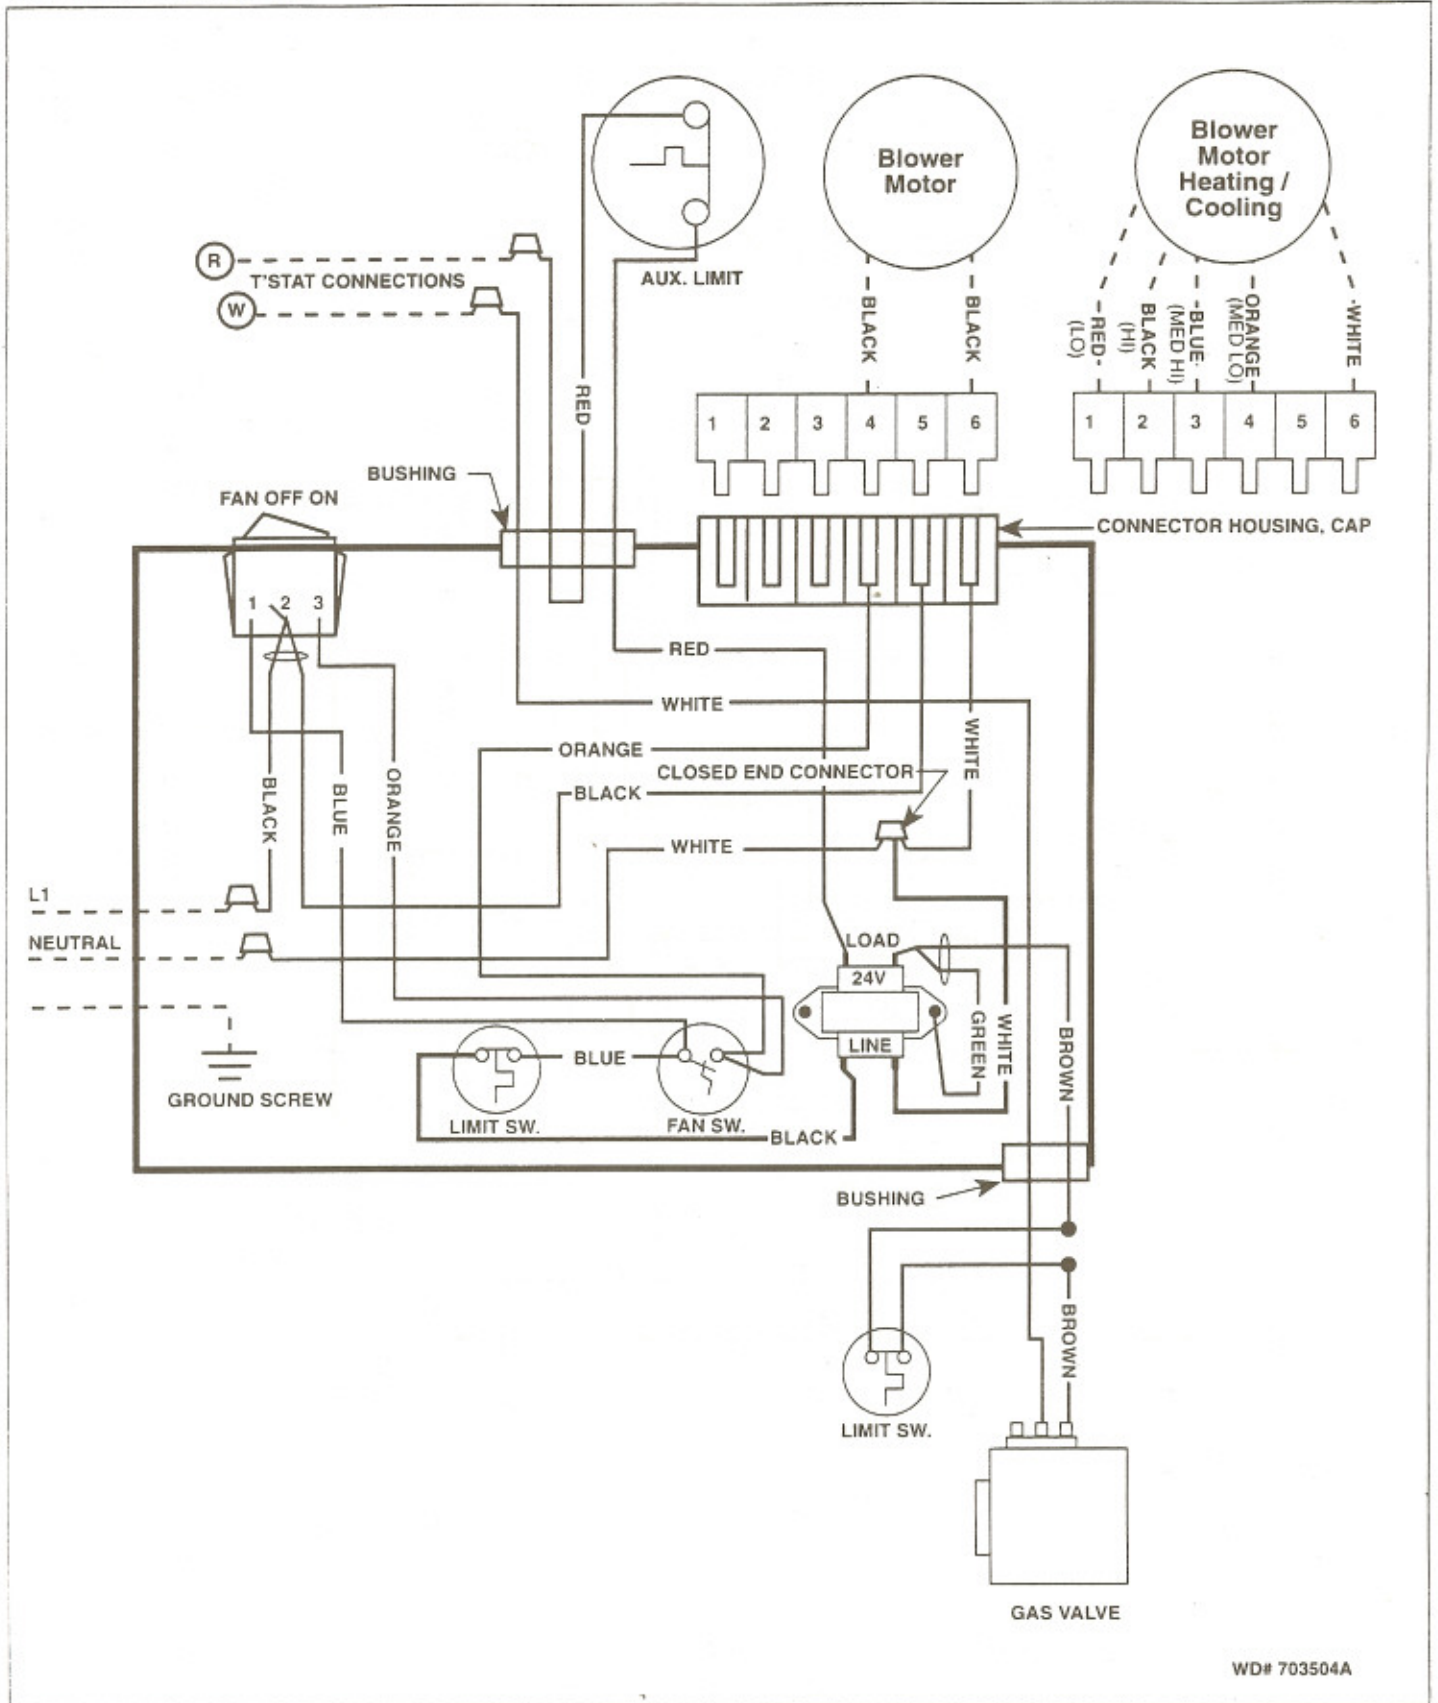 Blower
Motor
Blower
Motor
Heating /
Cooling
R
T'STAT CONNECTIONS
W
AUX. LIMIT
BLACK
BLACK
RED
(LO)
BLACK
(HI)
BLUE
(MED HI)
ORANGE
(MED LO)
WHITE
RED
1 2 3 4 5 6
1 2 3 4 5 6
BUSHING
FAN OFF ON
CONNECTOR HOUSING, CAP
1 2 3
RED
WHITE
ORANGE
WHITE
CLOSED END CONNECTOR
BLACK
BLUE
ORANGE
BLACK
WHITE
L1
NEUTRAL
LOAD
24V
LINE
GREEN
WHITE
BROWN
BLUE
GROUND SCREW
LIMIT SW.
FAN SW.
BLACK
BUSHING
BROWN
LIMIT SW.
GAS VALVE
WD# 703504A